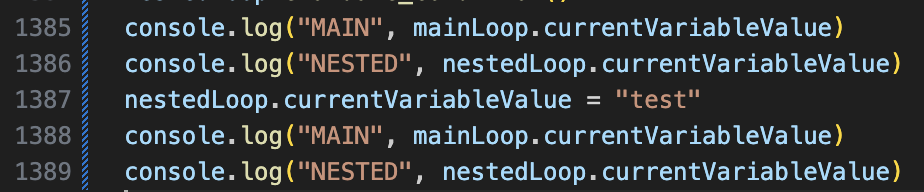 1385 console.log("MAIN", mainLoop.currentVariableValue)
1386 console.log("NESTED", nestedLoop.currentVariableValue)
1387 nestedLoop.currentVariableValue = "test"
1388 console.log("MAIN", mainLoop.currentVariableValue)
1389 console.log("NESTED", nestedLoop.currentVariableValue)